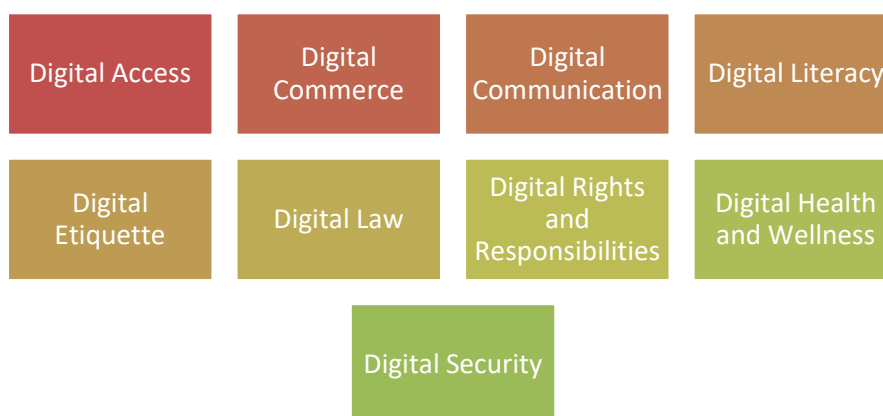 Digital Access
Digital
Commerce
Digital
Communication
Digital Literacy
Digital
Etiquette
Digital Law
Digital Rights
and
Responsibilities
Digital Health
and Wellness
Digital Security